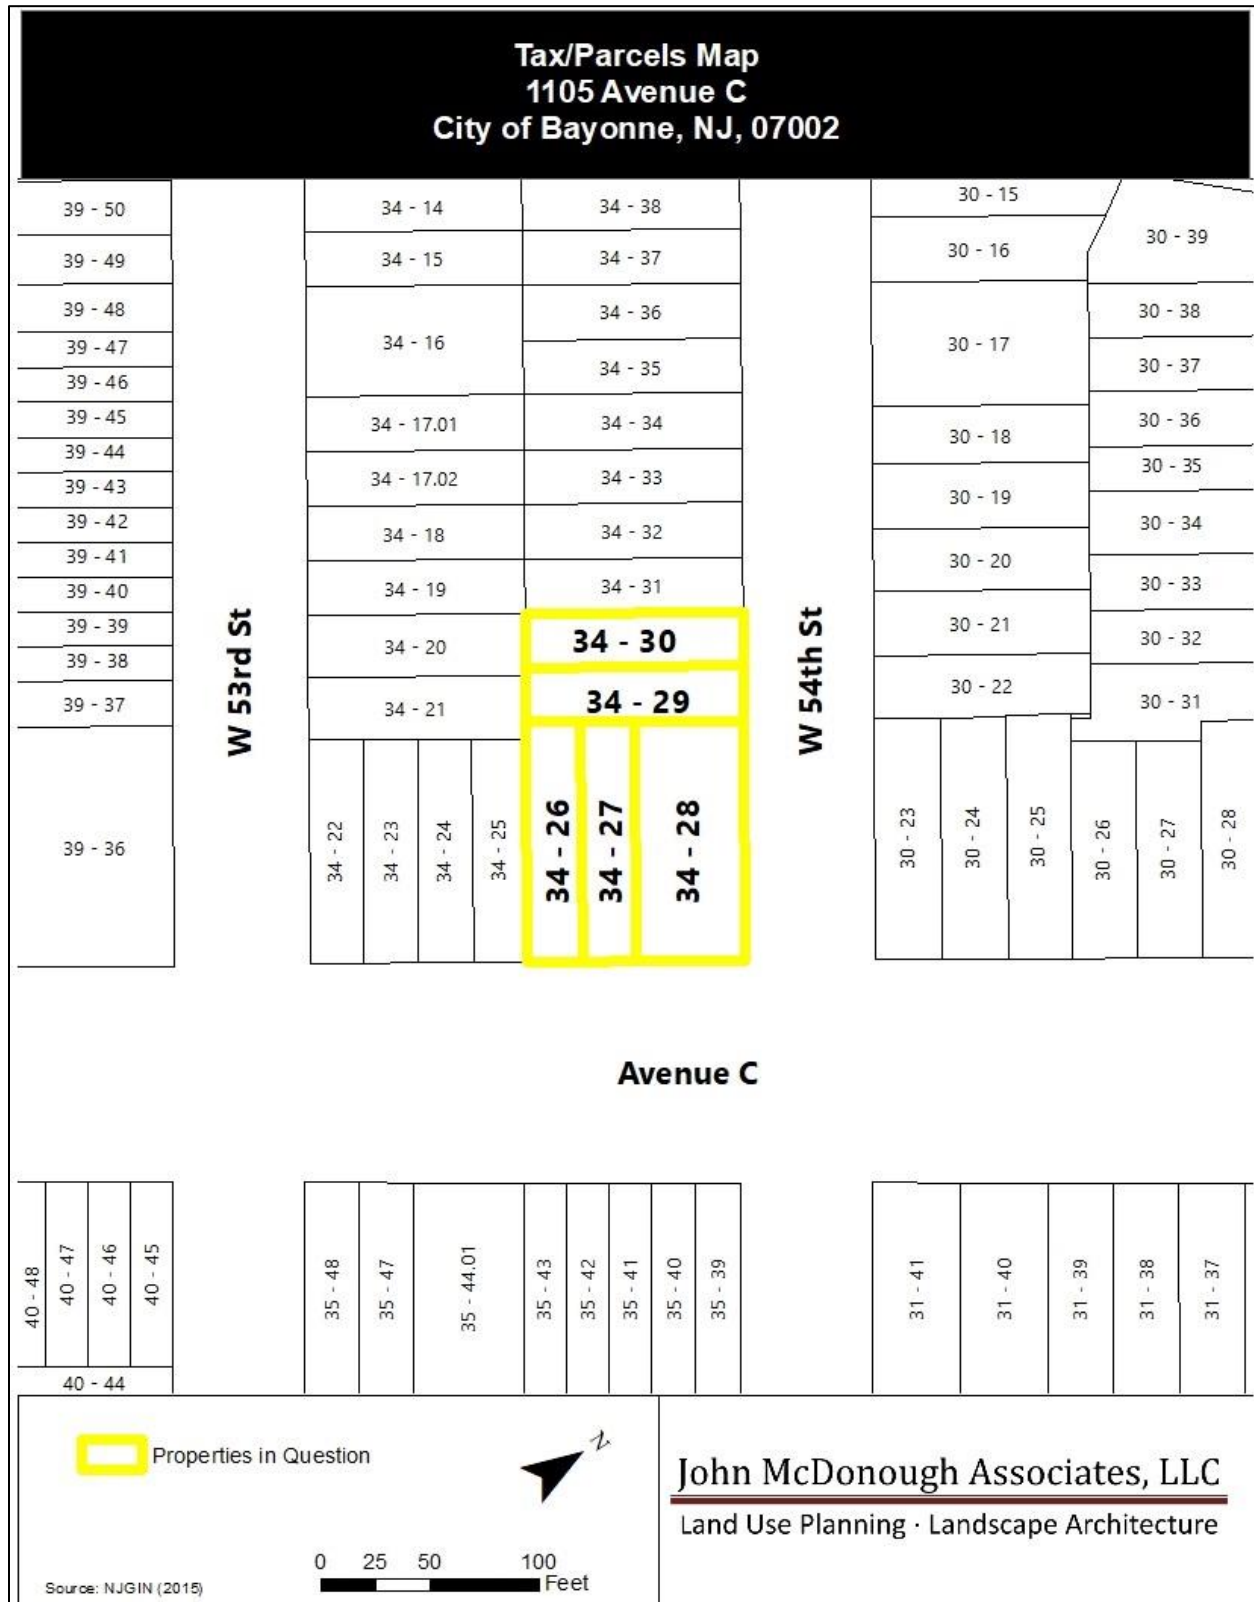 Tax/Parcels Map
1105 Avenue C
City of Bayonne, NJ, 07002
39 - 50
39 - 49
39 - 48
39 - 47
39 - 46
39 - 45
39 - 44
39 - 43
39 - 42
39 - 41
39 - 40
39 - 39
39 - 38
39 - 37
39 - 36
W 53rd St
34 - 14
34 - 15
34 - 16
34 - 17.01
34 - 17.02
34 - 18
34 - 19
34 - 20
34 - 21
34 - 22
34 - 23
34 - 24
34 - 25
34 - 38
34 - 37
34 - 36
34 - 35
34 - 34
34 - 33
34 - 32
34 - 31
34 - 30
34 - 29
34 - 26
34 - 27
34 - 28
W 54th St
30 - 15
30 - 16
30 - 17
30 - 18
30 - 19
30 - 20
30 - 21
30 - 22
30 - 23
30 - 24
30 - 25
30 - 39
30 - 38
30 - 37
30 - 36
30 - 35
30 - 34
30 - 33
30 - 32
30 - 31
30 - 26
30 - 27
30 - 28
Avenue C
40 - 48
40 - 47
40 - 46
40 - 45
40 - 44
35 - 48
35 - 47
35 - 44.01
35 - 43
35 - 42
35 - 41
35 - 40
35 - 39
31 - 41
31 - 40
31 - 39
31 - 38
31 - 37
Properties in Question
N
0 25 50 100
Feet
Source: NJGIN (2015)
John McDonough Associates, LLC
Land Use Planning · Landscape Architecture